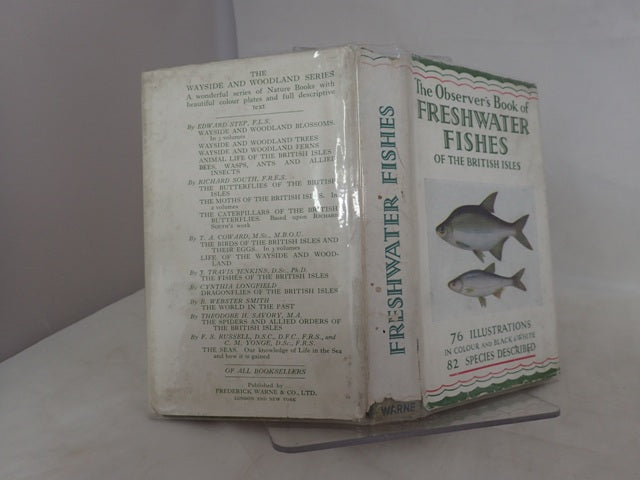 THE
WAYSIDE AND WOODLAND SERIES
A wonderful series of Nature Books with
beautiful colour plates and full descriptive
text
By EDWARD STEP, F.L.S.
WAYSIDE AND WOODLAND BLOSSOMS.
In 3 volumes
WAYSIDE AND WOODLAND TREES
WAYSIDE AND WOODLAND FERNS
ANIMAL LIFE OF THE BRITISH ISLES
BEES, WASPS, ANTS AND ALLIED
INSECTS
By RICHARD SOUTH, F.R.E.S.
THE BUTTERFLIES OF THE BRITISH
ISLES
THE MOTHS OF THE BRITISH ISLES. In
2 volumes
THE CATERPILLARS OF THE BRITISH
BUTTERFLIES. Based upon Richard
South's work
By T. A. COWARD, M.Sc., M.B.O.U.
THE BIRDS OF THE BRITISH ISLES AND
THEIR EGGS. In 3 volumes
LIFE OF THE WAYSIDE AND WOOD-
LAND
By J. TRAVIS JENKINS, D.Sc., Ph.D.
THE FISHES OF THE BRITISH ISLES
By CYNTHIA LONGFIELD
DRAGONFLIES OF THE BRITISH ISLES
By B. WEBSTER SMITH
THE WORLD IN THE PAST
By THEODORE H. SAVORY, M.A.
THE SPIDERS AND ALLIED ORDERS OF
THE BRITISH ISLES
By F. S. RUSSELL, D.S.C., D.F.C., F.R.S., and
C. M. YONGE, D.Sc., F.R.S.
THE SEAS. Our knowledge of Life in the Sea
and how it is gained
OF ALL BOOKSELLERS
Published by
FREDERICK WARNE & CO., LTD.
LONDON AND NEW YORK
FRESHWATER FISHES
WARNE
The Observer's Book of
FRESHWATER
FISHES
OF THE BRITISH ISLES
76 ILLUSTRATIONS
IN COLOUR AND BLACK & WHITE
82 SPECIES DESCRIBED